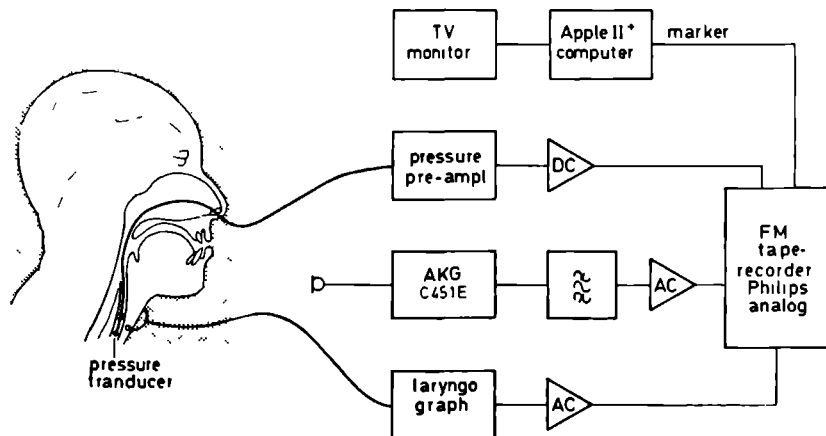 TV
monitor
Apple II+
computer
marker
pressure
pre-ampl
DC
AKG
C451E
AC
FM
tape-
recorder
Philips
analog
laryngo
graph
AC
pressure
tranducer